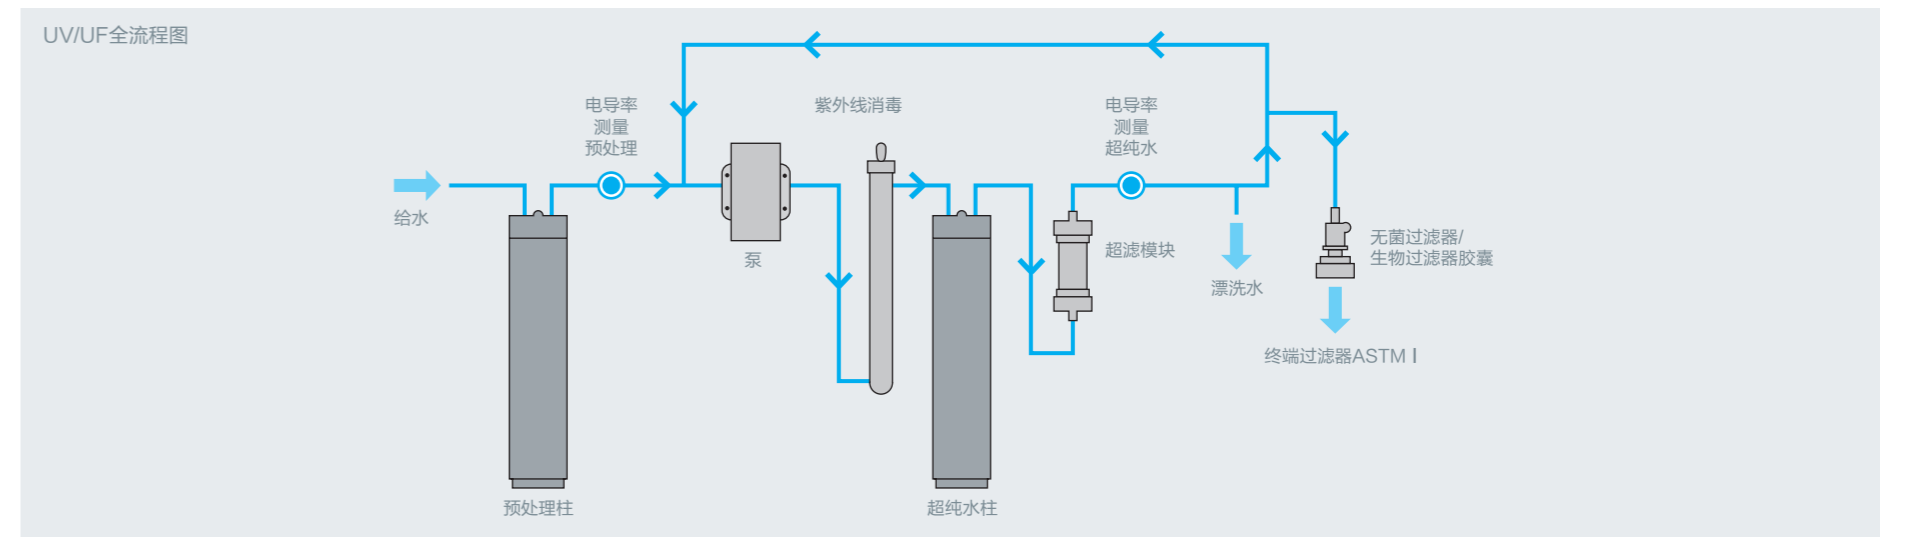 UV/UF全流程图
电导率
测量
预处理
紫外线消毒
电导率
测量
超纯水
给水
泵
超滤模块
无菌过滤器/
生物过滤器胶囊
漂洗水
终端过滤器ASTM I
预处理柱
超纯水柱